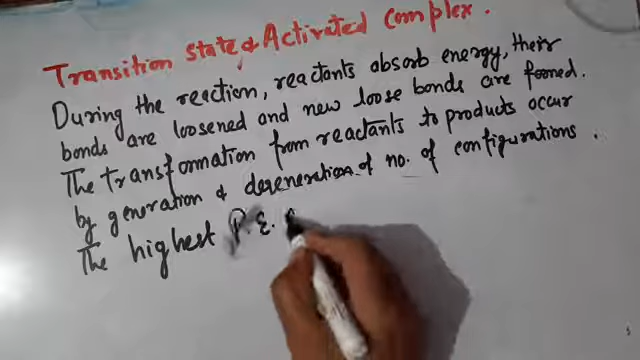 Transition state & Activated Complex.
During the reaction, reactants absorb energy, their
bonds are loosened and new loose bonds are foomed.
The transformation from reactants to products occur
by generation & degeneration of no. of configurations.
The highest P.E.